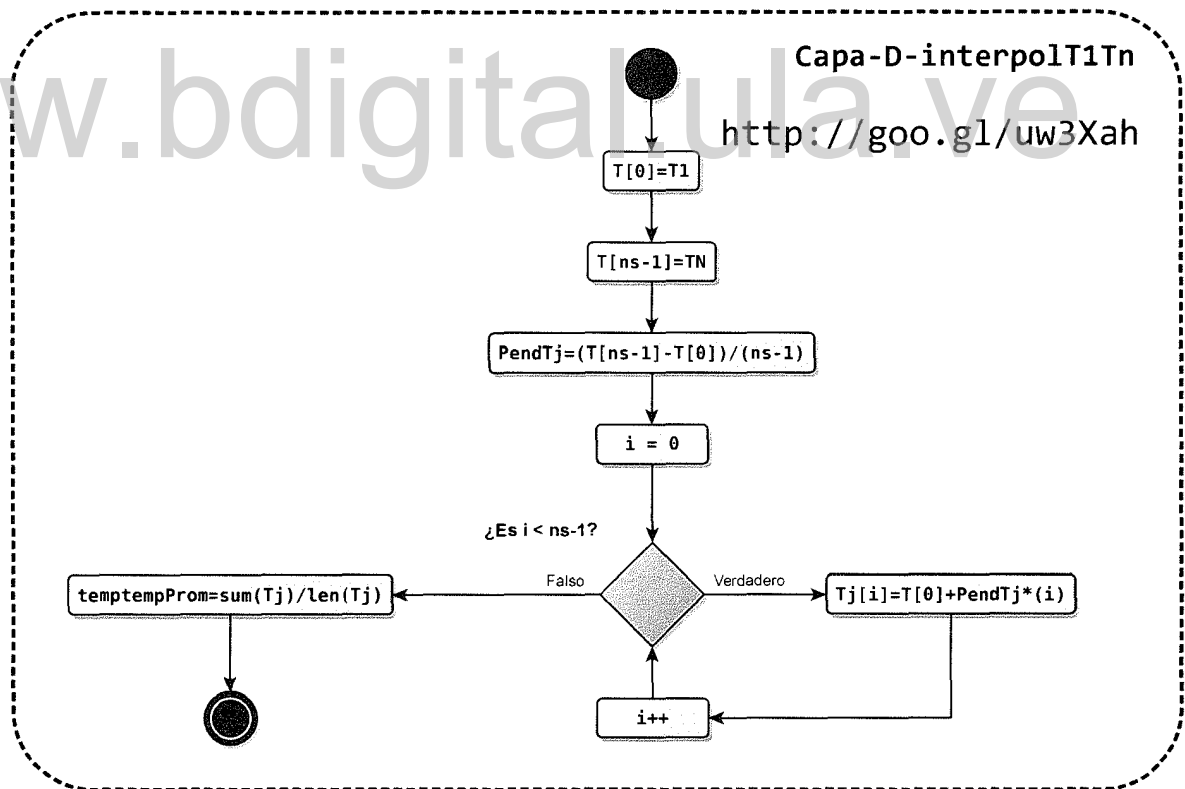 w.bdigital.ula.ve
Capa-D-interpolT1Tn
http://goo.gl/uw3Xah
T[0]=T1
T[ns-1]=TN
PendTj=(T[ns-1]-T[0])/(ns-1)
i = 0
¿Es i < ns-1?
Falso
Verdadero
temptempProm=sum(Tj)/len(Tj)
Tj[i]=T[0]+PendTj*(i)
i++